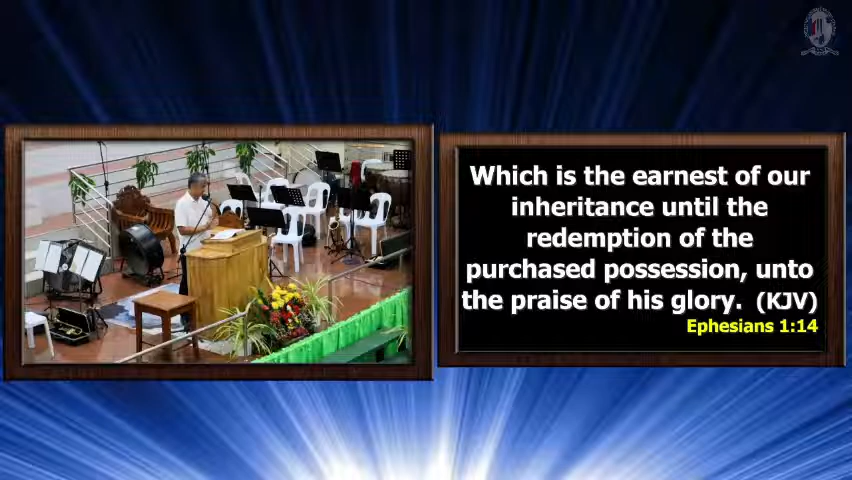 Which is the earnest of our
inheritance until the
redemption of the
purchased possession, unto
the praise of his glory. (KJV)
Ephesians 1:14